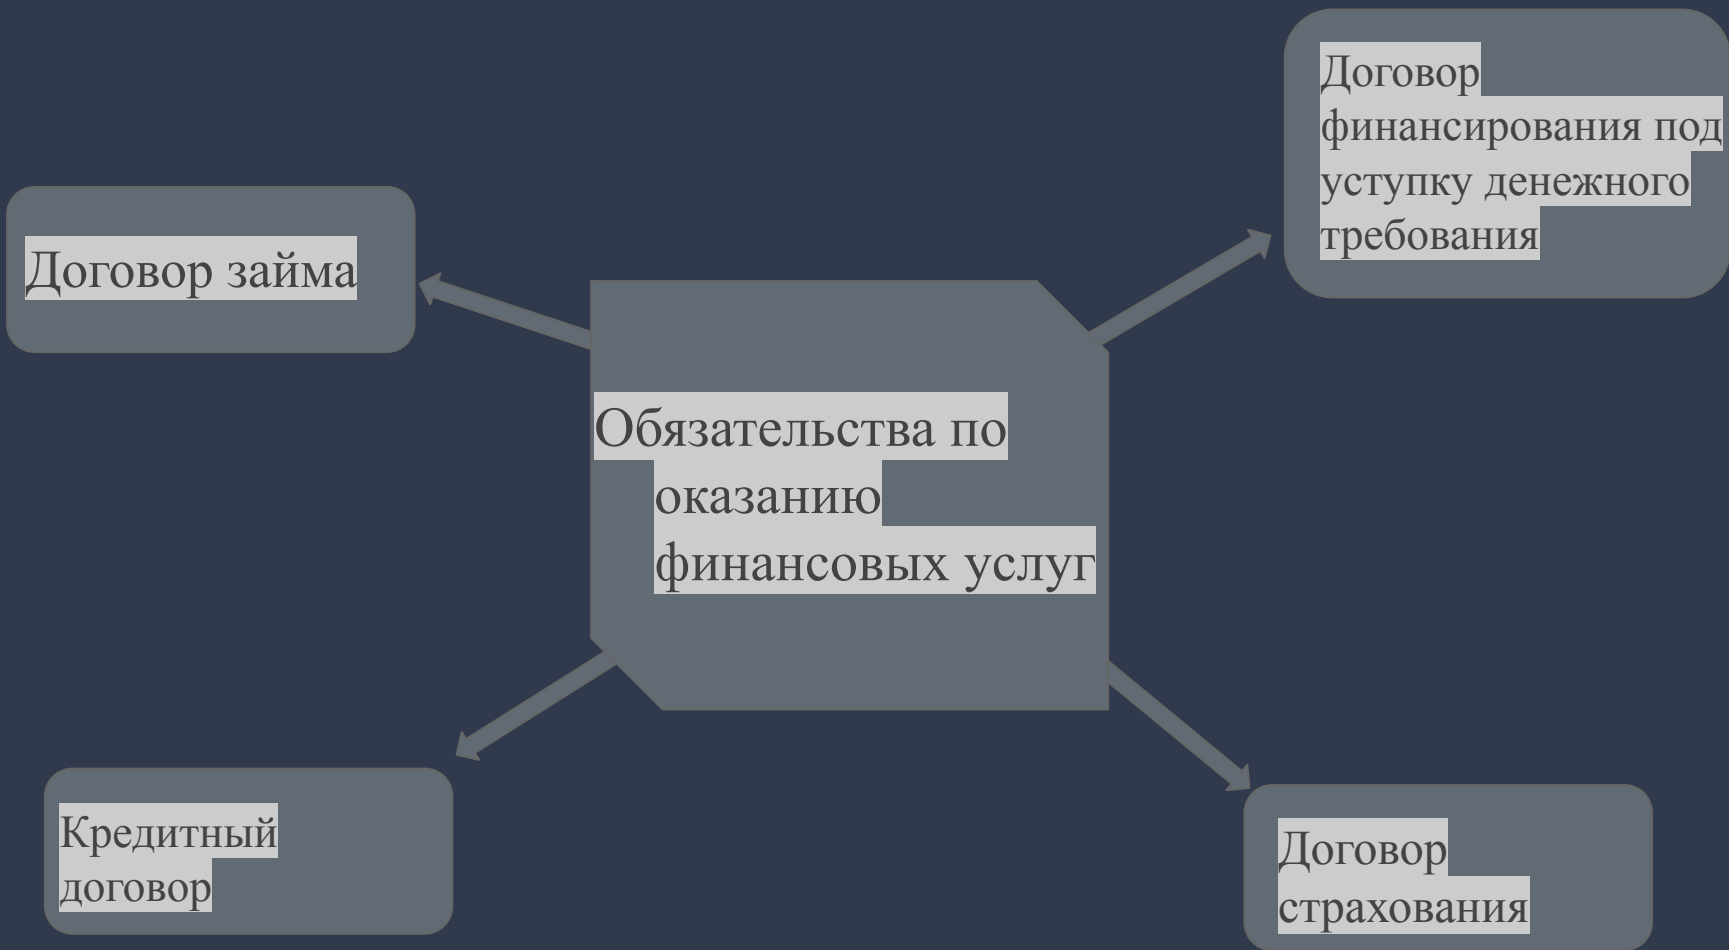 Договор
финансирования под
уступку денежного
требования
Договор займа
Обязательства по
оказанию
финансовых услуг
Кредитный
договор
Договор
страхования